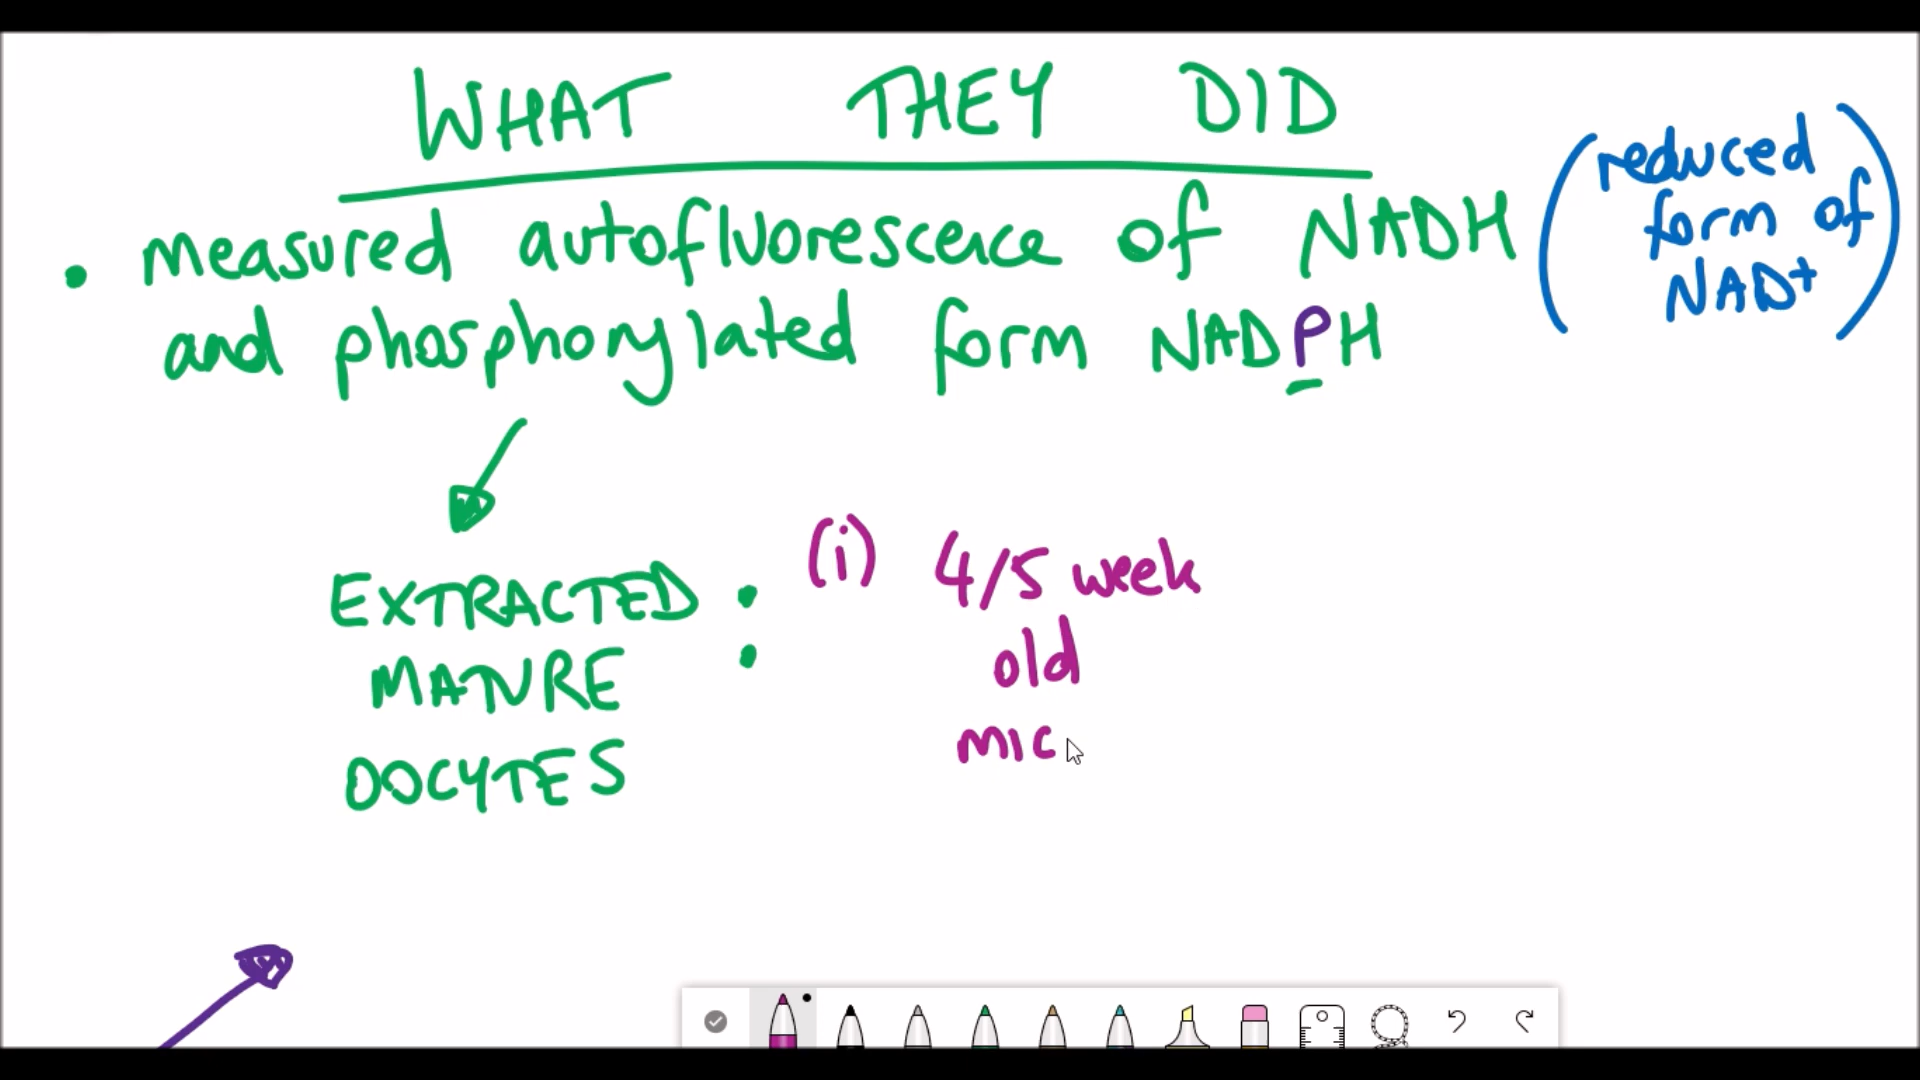 WHAT THEY DID
• measured autofluorescence of NADH
and phosphorylated form NADPH
(reduced
form of
NAD+)
EXTRACTED :
MATURE
OOCYTES
(i) 4/5 week
old
mic